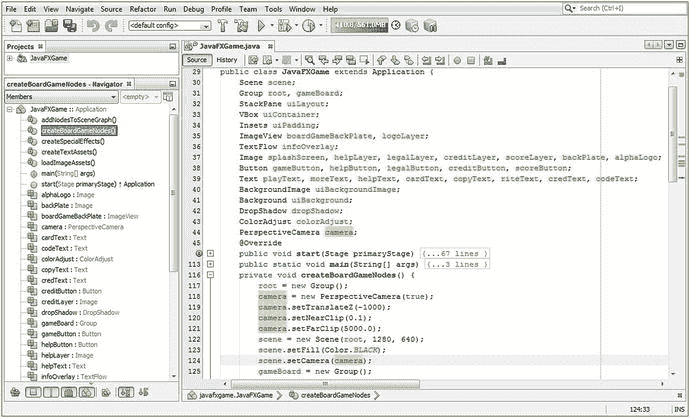 File Edit View Navigate Source Refactor Run Debug Profile Team Tools Window Help
Search (Ctrl+I)
<default config>
Projects
JavaFXGame
createBoardGameNodes() - Navigator
Members
<empty>
JavaFXGame :: Application
addNodesToSceneGraph()
createBoardGameNodes()
createSpecialEffects()
createTextAssets()
loadImageAssets()
main(String[] args)
start(Stage primaryStage) ↑ Application
alphaLogo : Image
backPlate : Image
boardGameBackPlate : ImageView
camera : PerspectiveCamera
cardText : Text
codeText : Text
colorAdjust : ColorAdjust
copyText : Text
credText : Text
creditButton : Button
creditLayer : Image
dropShadow : DropShadow
gameBoard : Group
gameButton : Button
helpButton : Button
helpLayer : Image
helpText : Text
infoOverlay : TextFlow
JavaFXGame.java
Source History
29 public class JavaFXGame extends Application {
30 Scene scene;
31 Group root, gameBoard;
32 StackPane uiLayout;
33 VBox uiContainer;
34 Insets uiPadding;
35 ImageView boardGameBackPlate, logoLayer;
36 TextFlow infoOverlay;
37 Image splashScreen, helpLayer, legalLayer, creditLayer, scoreLayer, backPlate, alphaLogo;
38 Button gameButton, helpButton, legalButton, creditButton, scoreButton;
39 Text playText, moreText, helpText, cardText, copyText, riteText, credText, codeText;
40 BackgroundImage uiBackgroundImage;
41 Background uiBackground;
42 DropShadow dropShadow;
43 ColorAdjust colorAdjust;
44 PerspectiveCamera camera;
45 @Override
public void start(Stage primaryStage) {...67 lines }
113 public static void main(String[] args) {...3 lines }
116 private void createBoardGameNodes() {
117 root = new Group();
118 camera = new PerspectiveCamera(true);
119 camera.setTranslateZ(-1000);
120 camera.setNearClip(0.1);
121 camera.setFarClip(5000.0);
122 scene = new Scene(root, 1280, 640);
123 scene.setFill(Color.BLACK);
124 scene.setCamera(camera);
125 gameBoard = new Group();
javafxgame.JavaFXGame
createBoardGameNodes
124:33 INS